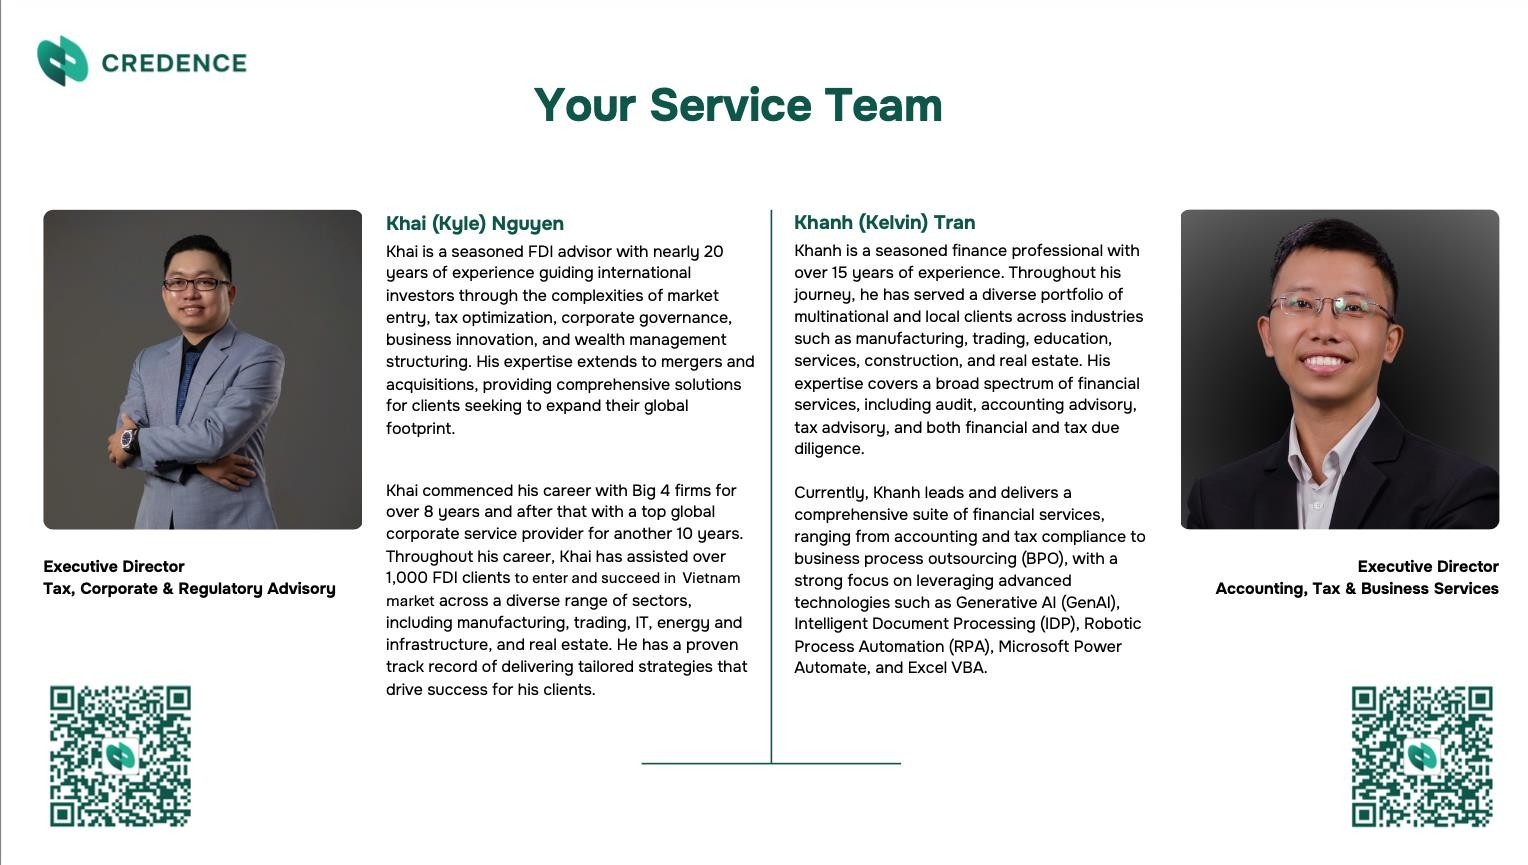 CREDENCE
Your Service Team
Khai (Kyle) Nguyen
Khai is a seasoned FDI advisor with nearly 20
years of experience guiding international
investors through the complexities of market
entry, tax optimization, corporate governance,
business innovation, and wealth management
structuring. His expertise extends to mergers and
acquisitions, providing comprehensive solutions
for clients seeking to expand their global
footprint.
Khai commenced his career with Big 4 firms for
over 8 years and after that with a top global
corporate service provider for another 10 years.
Throughout his career, Khai has assisted over
1,000 FDI clients to enter and succeed in Vietnam
market across a diverse range of sectors,
including manufacturing, trading, IT, energy and
infrastructure, and real estate. He has a proven
track record of delivering tailored strategies that
drive success for his clients.
Executive Director
Tax, Corporate & Regulatory Advisory
Khanh (Kelvin) Tran
Khanh is a seasoned finance professional with
over 15 years of experience. Throughout his
journey, he has served a diverse portfolio of
multinational and local clients across industries
such as manufacturing, trading, education,
services, construction, and real estate. His
expertise covers a broad spectrum of financial
services, including audit, accounting advisory,
tax advisory, and both financial and tax due
diligence.
Currently, Khanh leads and delivers a
comprehensive suite of financial services,
ranging from accounting and tax compliance to
business process outsourcing (BPO), with a
strong focus on leveraging advanced
technologies such as Generative AI (GenAI),
Intelligent Document Processing (IDP), Robotic
Process Automation (RPA), Microsoft Power
Automate, and Excel VBA.
Executive Director
Accounting, Tax & Business Services